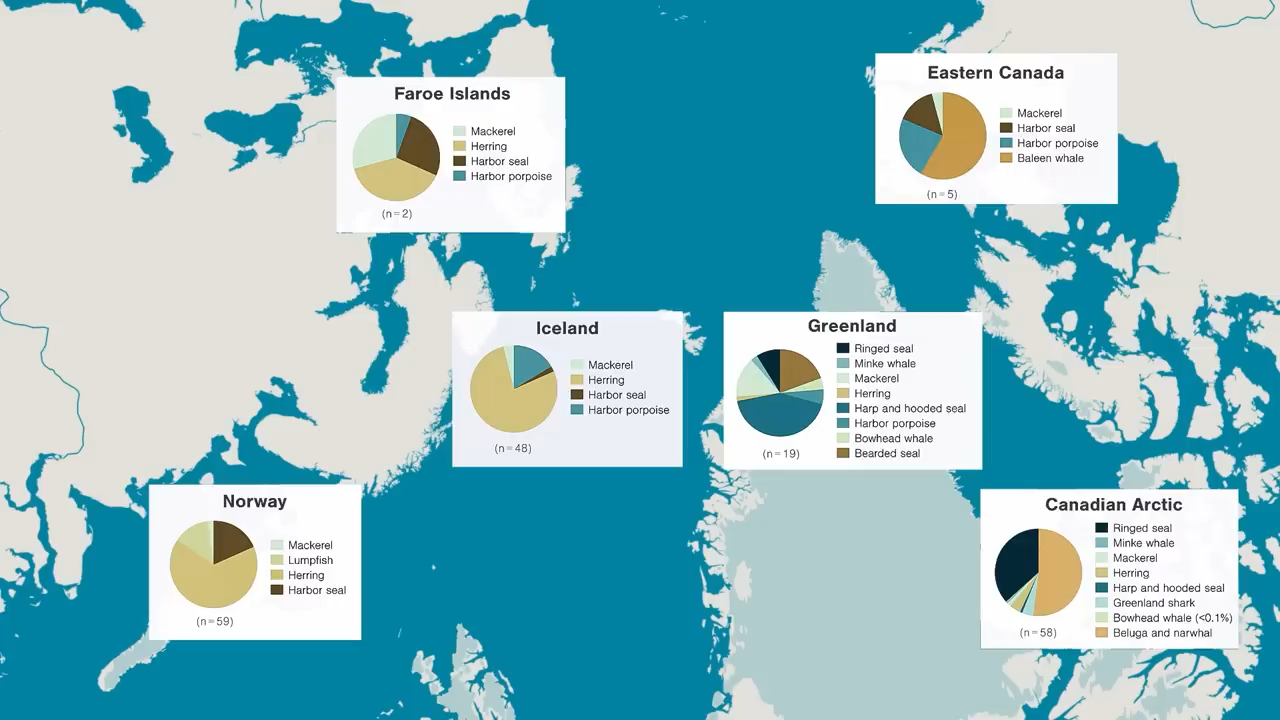 Faroe Islands
Mackerel
Herring
Harbor seal
Harbor porpoise
(n=2)
Eastern Canada
Mackerel
Harbor seal
Harbor porpoise
Baleen whale
(n=5)
Iceland
Mackerel
Herring
Harbor seal
Harbor porpoise
(n=48)
Greenland
Ringed seal
Minke whale
Mackerel
Herring
Harp and hooded seal
Harbor porpoise
Bowhead whale
Bearded seal
(n=19)
Norway
Mackerel
Lumpfish
Herring
Harbor seal
(n=59)
Canadian Arctic
Ringed seal
Minke whale
Mackerel
Herring
Harp and hooded seal
Greenland shark
Bowhead whale (<0.1%)
Beluga and narwhal
(n=58)